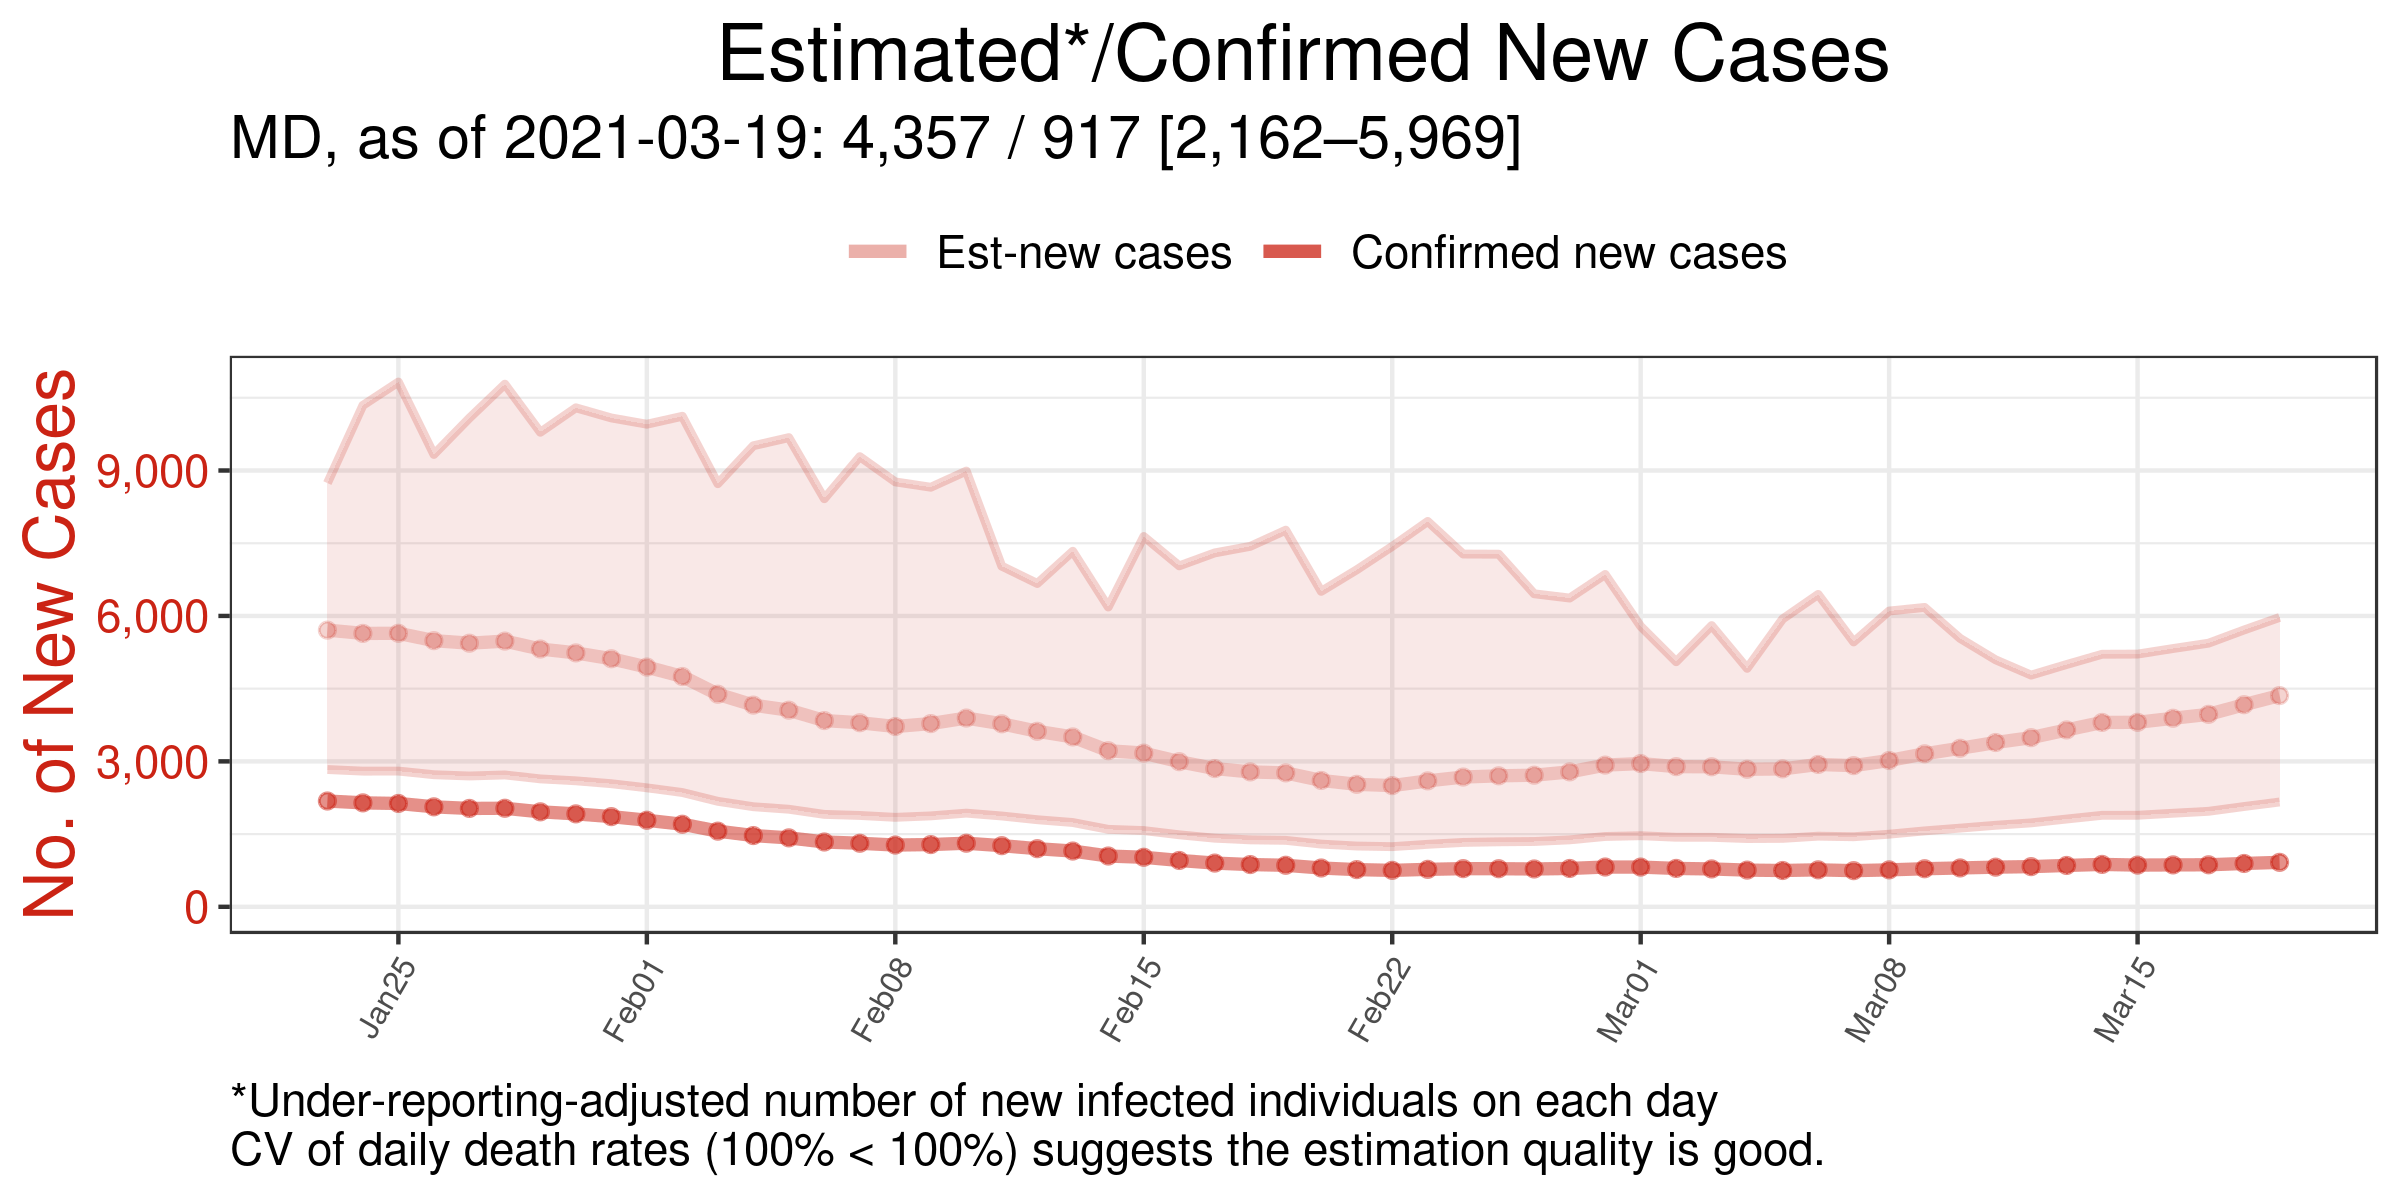 Estimated*/Confirmed New Cases
MD, as of 2021-03-19: 4,357 / 917 [2,162–5,969]
Est-new cases
Confirmed new cases
No. of New Cases
9,000
6,000
3,000
0
Jan25
Feb01
Feb08
Feb15
Feb22
Mar01
Mar08
Mar15
*Under-reporting-adjusted number of new infected individuals on each day
CV of daily death rates (100% < 100%) suggests the estimation quality is good.